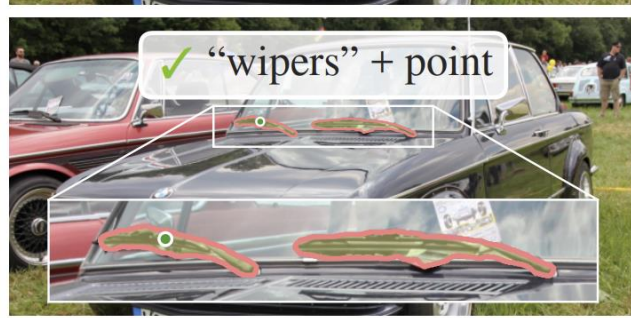 ✓ “wipers” + point